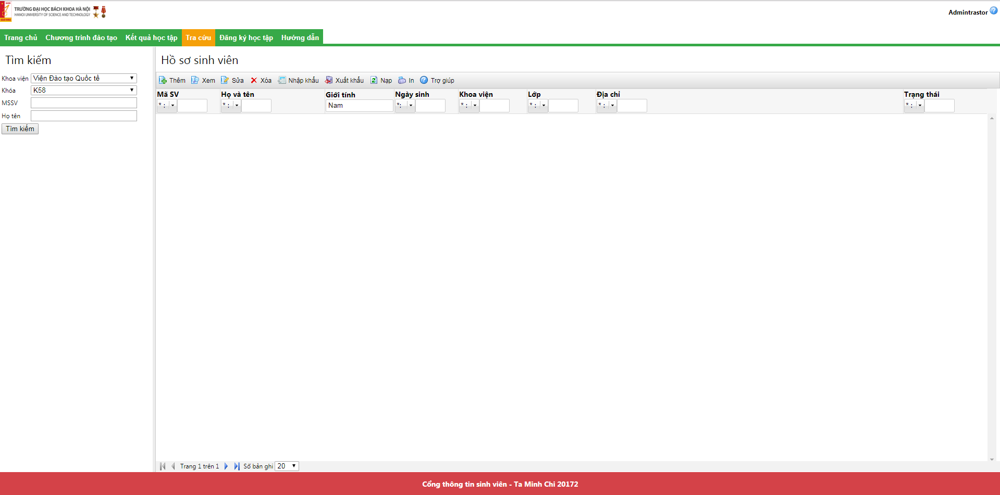 TRƯỜNG ĐẠI HỌC BÁCH KHOA HÀ NỘI
HANOI UNIVERSITY OF SCIENCE AND TECHNOLOGY
BÁCH KHOA
Admintrastor
Trang chủ Chương trình đào tạo Kết quả học tập Tra cứu Đăng ký học tập Hướng dẫn
Tìm kiếm
Khoa viện Viện Đào tạo Quốc tế
Khóa K58
MSSV
Họ tên
Tìm kiếm
Hồ sơ sinh viên
Thêm Xem Sửa Xóa Nhập khẩu Xuất khẩu Nạp In Trợ giúp
Mã SV Họ và tên Giới tính Ngày sinh Khoa viện Lớp Địa chỉ Trạng thái
* : * : Nam *: * : * : * : * :
Trang 1 trên 1 Số bản ghi 20
Cổng thông tin sinh viên - Ta Minh Chi 20172